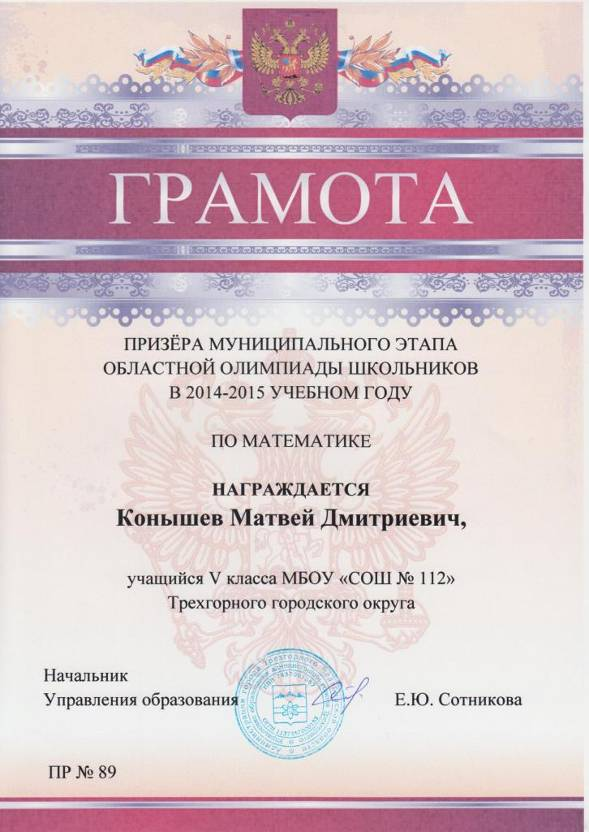 ГРАМОТА
ПРИЗЁРА МУНИЦИПАЛЬНОГО ЭТАПА
ОБЛАСТНОЙ ОЛИМПИАДЫ ШКОЛЬНИКОВ
В 2014-2015 УЧЕБНОМ ГОДУ
ПО МАТЕМАТИКЕ
НАГРАЖДАЕТСЯ
Конышев Матвей Дмитриевич,
учащийся V класса МБОУ «СОШ № 112»
Трехгорного городского округа
Начальник
Управления образования Е.Ю. Сотникова
ПР № 89